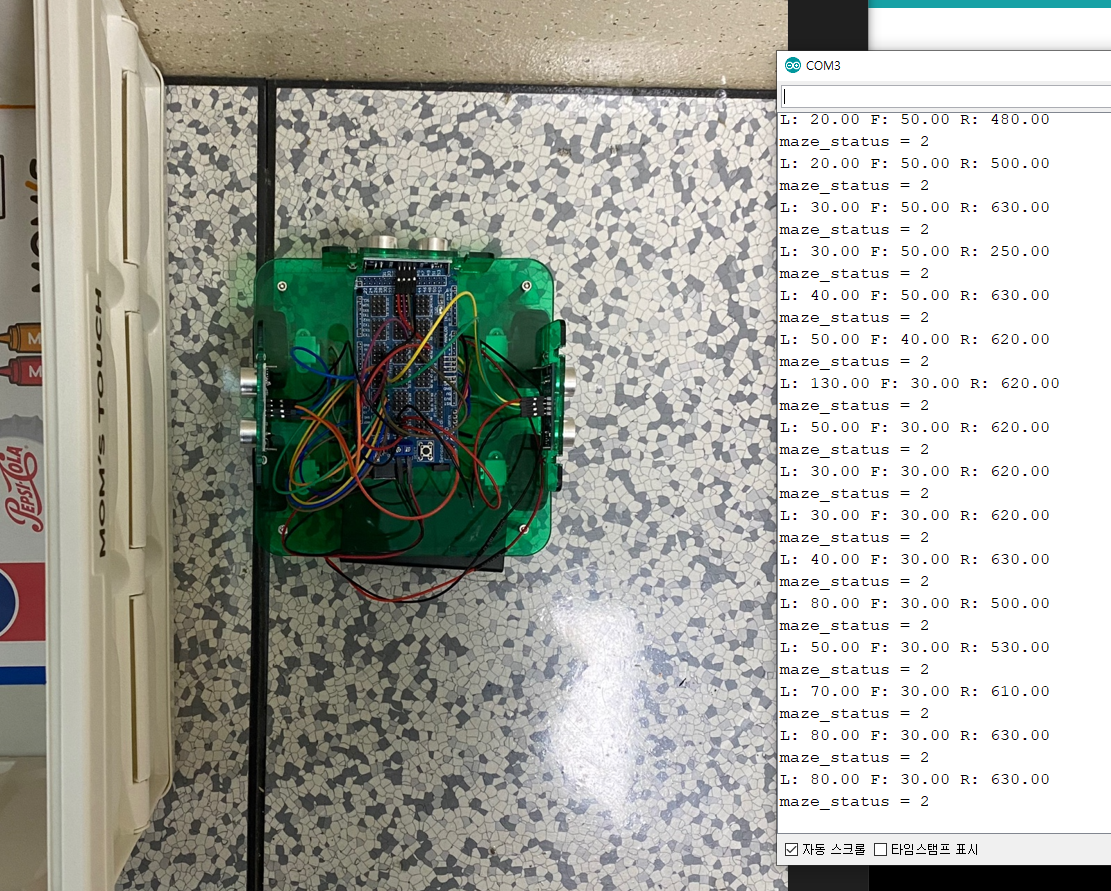 MOM'S
MOM'S TOUCH
M
M
PEPSI-COLA
COM3
L: 20.00 F: 50.00 R: 480.00
maze_status = 2
L: 20.00 F: 50.00 R: 500.00
maze_status = 2
L: 30.00 F: 50.00 R: 630.00
maze_status = 2
L: 30.00 F: 50.00 R: 250.00
maze_status = 2
L: 40.00 F: 50.00 R: 630.00
maze_status = 2
L: 50.00 F: 40.00 R: 620.00
maze_status = 2
L: 130.00 F: 30.00 R: 620.00
maze_status = 2
L: 50.00 F: 30.00 R: 620.00
maze_status = 2
L: 30.00 F: 30.00 R: 620.00
maze_status = 2
L: 30.00 F: 30.00 R: 620.00
maze_status = 2
L: 40.00 F: 30.00 R: 630.00
maze_status = 2
L: 80.00 F: 30.00 R: 500.00
maze_status = 2
L: 50.00 F: 30.00 R: 530.00
maze_status = 2
L: 70.00 F: 30.00 R: 610.00
maze_status = 2
L: 80.00 F: 30.00 R: 630.00
maze_status = 2
L: 80.00 F: 30.00 R: 630.00
maze_status = 2
자동 스크롤 타임스탬프 표시